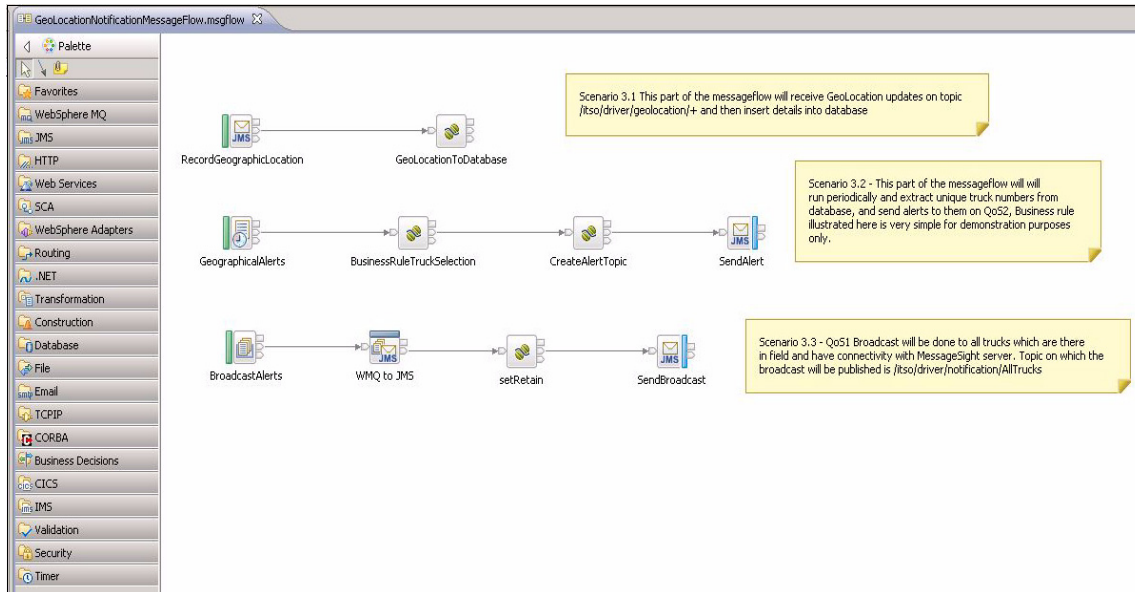 GeoLocationNotificationMessageFlow.msgflow
Palette
Favorites
WebSphere MQ
JMS
HTTP
Web Services
SCA
WebSphere Adapters
Routing
.NET
Transformation
Construction
Database
File
Email
TCPIP
CORBA
Business Decisions
CICS
IMS
Validation
Security
Timer
Scenario 3.1 This part of the messageflow will receive GeoLocation updates on topic
/itso/driver/geolocation/+ and then insert details into database
JMS
RecordGeographicLocation
GeoLocationToDatabase
Scenario 3.2 - This part of the messageflow will will
run periodically and extract unique truck numbers from
database, and send alerts to them on QoS2, Business rule
illustrated here is very simple for demonstration purposes
only.
JMS
GeographicalAlerts
BusinessRuleTruckSelection
CreateAlertTopic
SendAlert
Scenario 3.3 - QoS1 Broadcast will be done to all trucks which are there
in field and have connectivity with MessageSight server. Topic on which the
broadcast will be published is /itso/driver/notification/AllTrucks
JMS
JMS
BroadcastAlerts
WMQ to JMS
setRetain
SendBroadcast